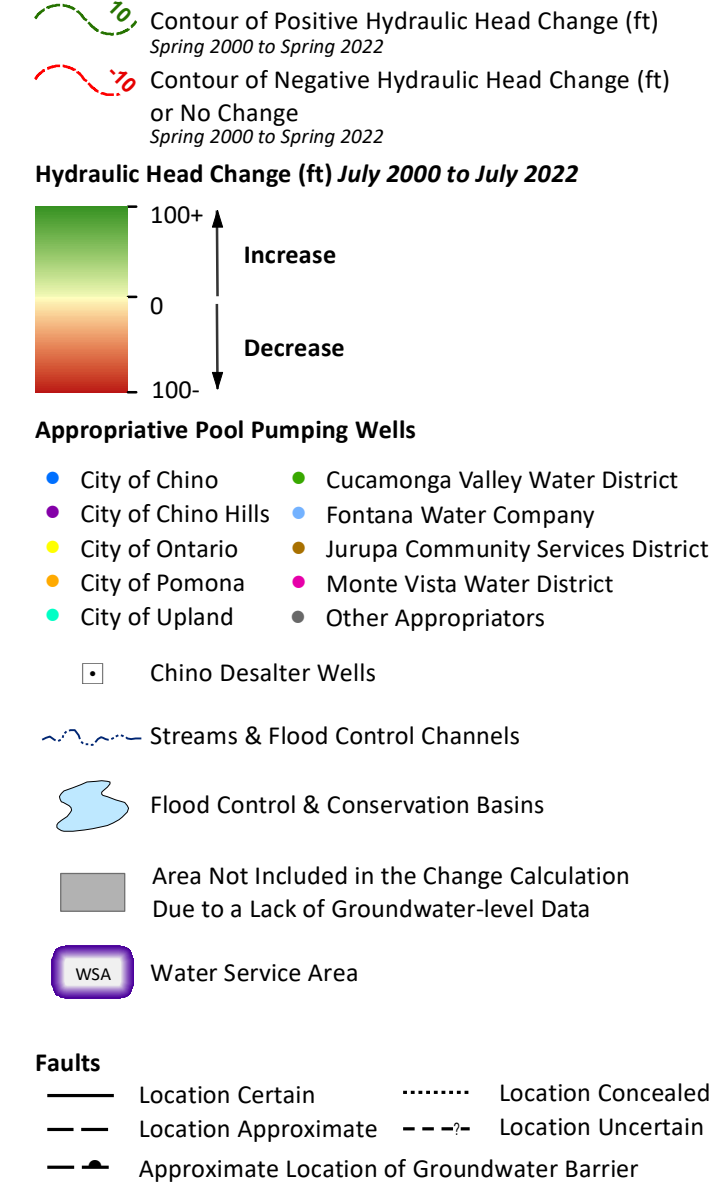 10
Contour of Positive Hydraulic Head Change (ft)
Spring 2000 to Spring 2022
-10
Contour of Negative Hydraulic Head Change (ft)
or No Change
Spring 2000 to Spring 2022
Hydraulic Head Change (ft) July 2000 to July 2022
100+
Increase
0
Decrease
100-
Appropriative Pool Pumping Wells
City of Chino
City of Chino Hills
City of Ontario
City of Pomona
City of Upland
Cucamonga Valley Water District
Fontana Water Company
Jurupa Community Services District
Monte Vista Water District
Other Appropriators
Chino Desalter Wells
Streams & Flood Control Channels
Flood Control & Conservation Basins
Area Not Included in the Change Calculation
Due to a Lack of Groundwater-level Data
WSA
Water Service Area
Faults
Location Certain
Location Concealed
Location Approximate
?
Location Uncertain
Approximate Location of Groundwater Barrier